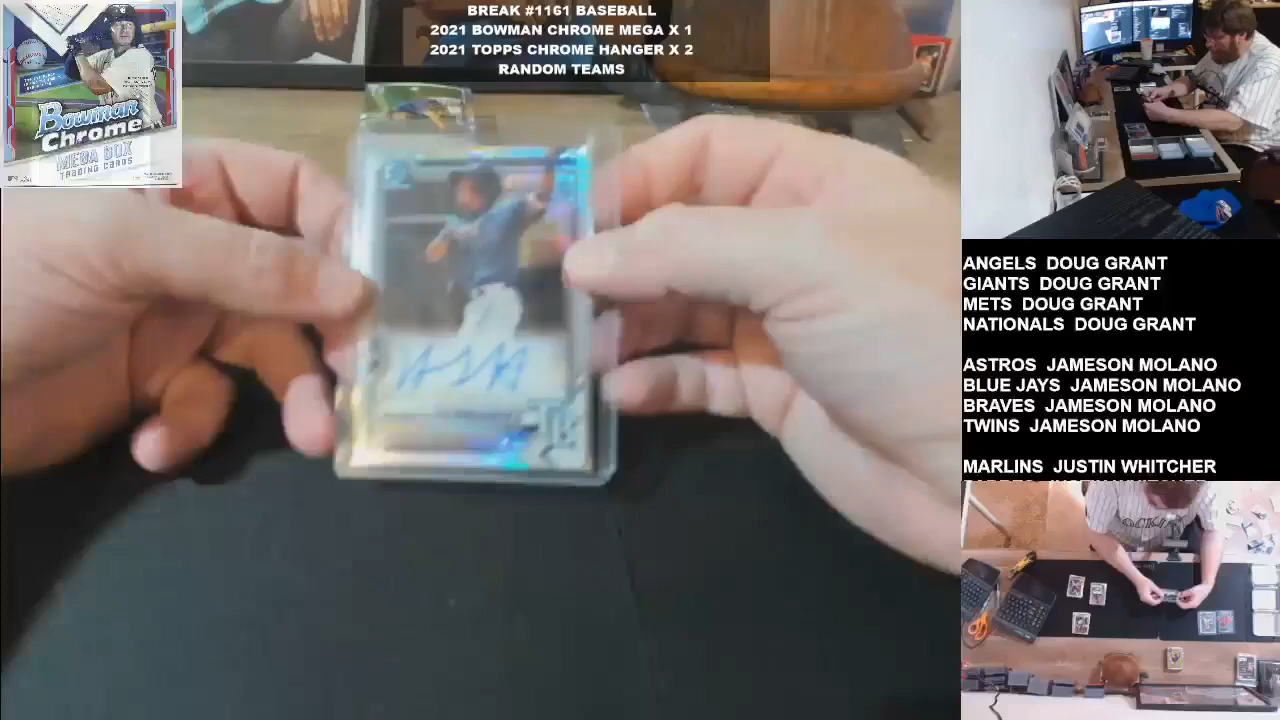 BREAK #1161 BASEBALL
2021 BOWMAN CHROME MEGA X 1
2021 TOPPS CHROME HANGER X 2
RANDOM TEAMS
Bowman
Chrome
MEGA BOX
TRADING CARDS
ANGELS DOUG GRANT
GIANTS DOUG GRANT
METS DOUG GRANT
NATIONALS DOUG GRANT
ASTROS JAMESON MOLANO
BLUE JAYS JAMESON MOLANO
BRAVES JAMESON MOLANO
TWINS JAMESON MOLANO
MARLINS JUSTIN WHITCHER